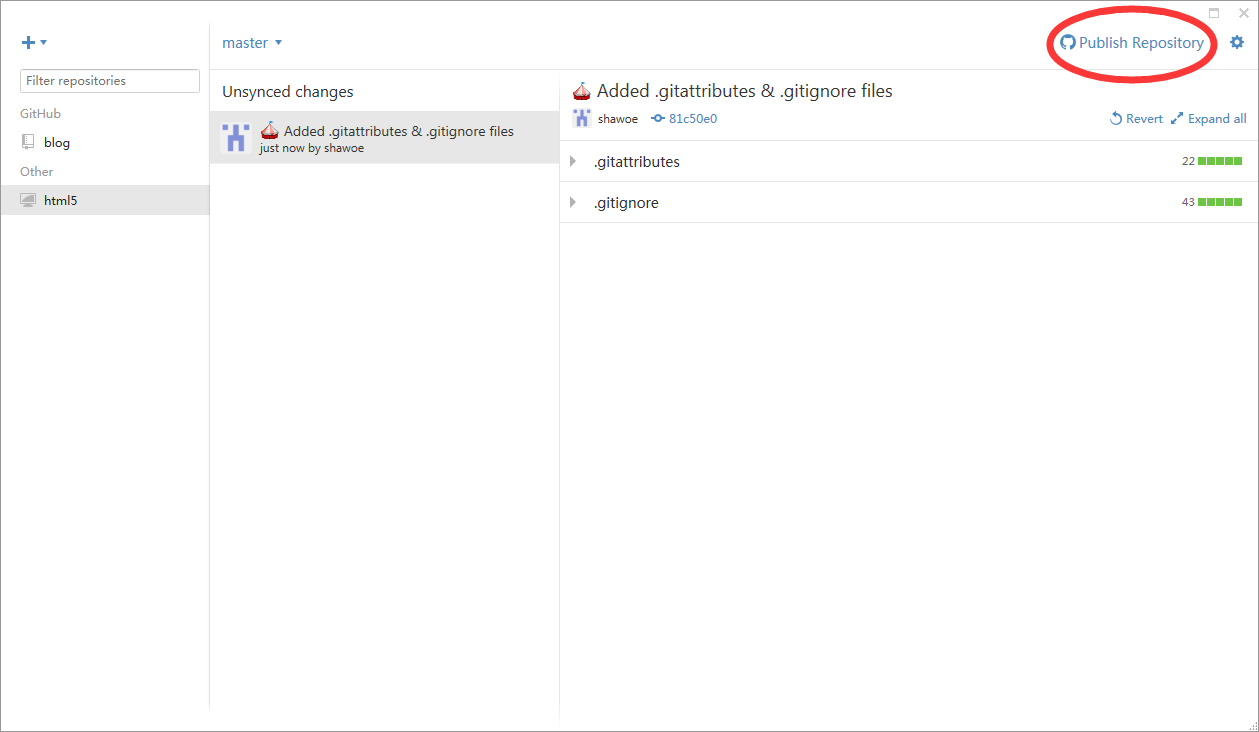 master
Publish Repository
Filter repositories
GitHub
blog
Other
html5
Unsynced changes
Added .gitattributes & .gitignore files
just now by shawoe
Added .gitattributes & .gitignore files
shawoe 81c50e0
Revert Expand all
.gitattributes 22
.gitignore 43